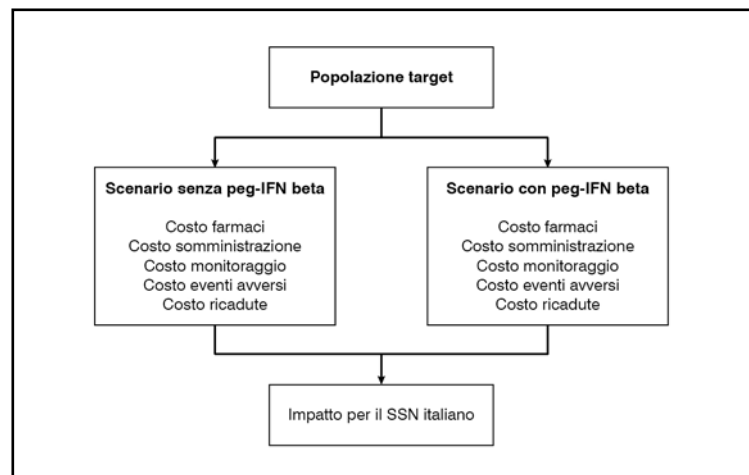 Popolazione target
Scenario senza peg-IFN beta
Costo farmaci
Costo somministrazione
Costo monitoraggio
Costo eventi avversi
Costo ricadute
Scenario con peg-IFN beta
Costo farmaci
Costo somministrazione
Costo monitoraggio
Costo eventi avversi
Costo ricadute
Impatto per il SSN italiano